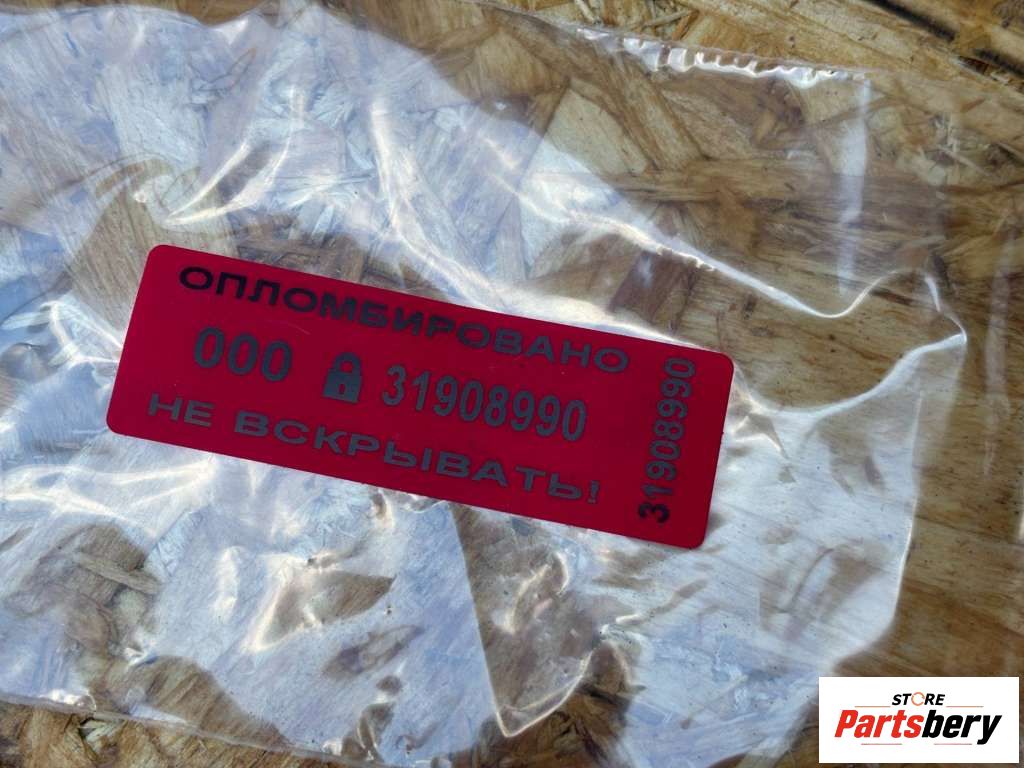 ОПЛОМБИРОВАНО
000 31908990
НЕ ВСКРЫВАТЬ!
31908990
STORE
Partsbery